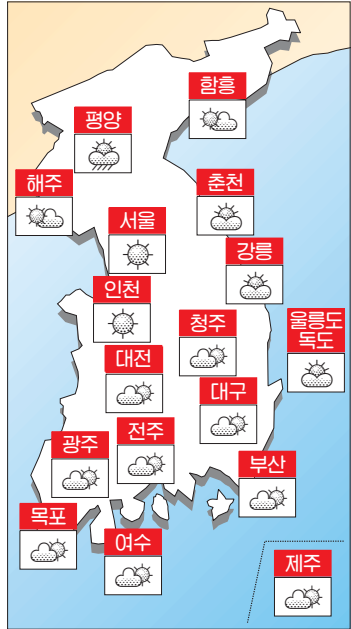 함흥
평양
해주
춘천
서울
강릉
인천
울릉도
독도
청주
대전
대구
전주
광주
부산
목포
여수
제주